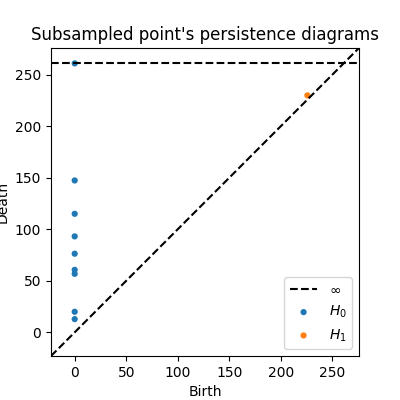 Subsampled point's persistence diagrams
250
200
150
100
50
0
Death
0 50 100 150 200 250
Birth
∞
H₀
H₁